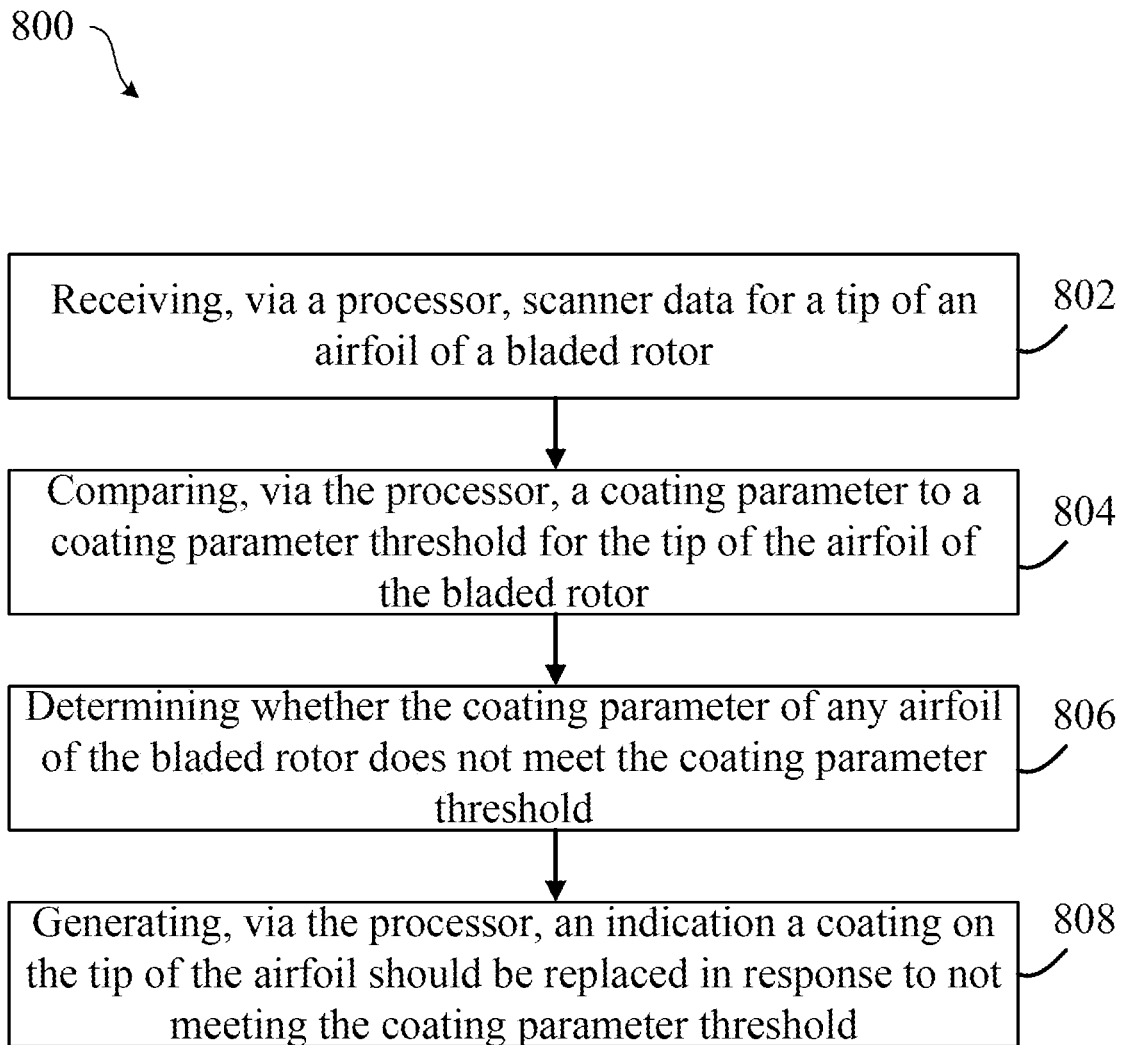 800
Receiving, via a processor, scanner data for a tip of an
airfoil of a bladed rotor
802
Comparing, via the processor, a coating parameter to a
coating parameter threshold for the tip of the airfoil of
the bladed rotor
804
Determining whether the coating parameter of any airfoil
of the bladed rotor does not meet the coating parameter
threshold
806
Generating, via the processor, an indication a coating on
the tip of the airfoil should be replaced in response to not
meeting the coating parameter threshold
808